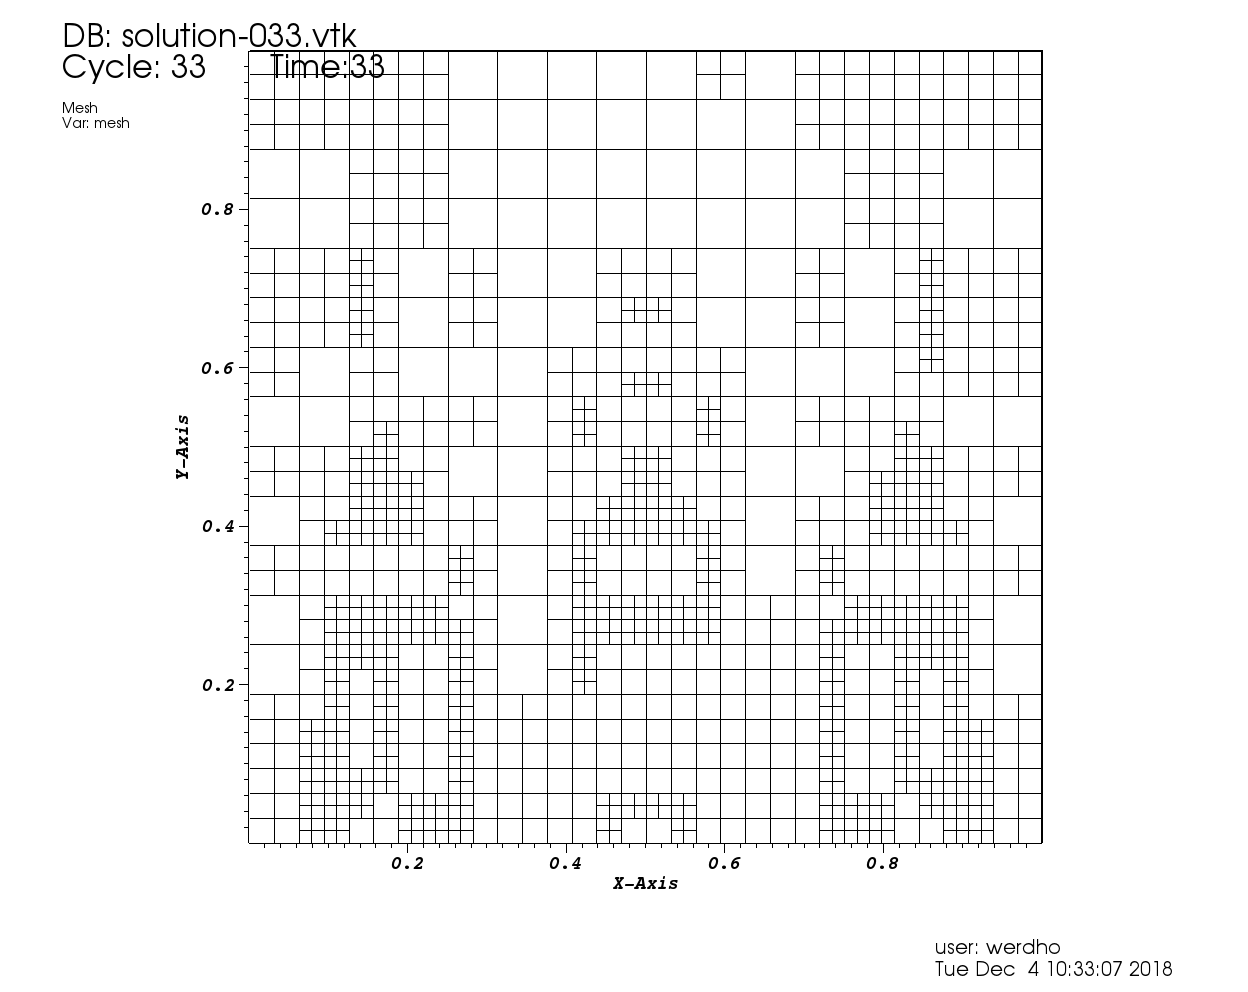 DB: solution-033.vtk
Cycle: 33 Time:33
Mesh
Var: mesh
0.8
0.6
Y-Axis
0.4
0.2
0.2 0.4 0.6 0.8
X-Axis
user: werdho
Tue Dec 4 10:33:07 2018